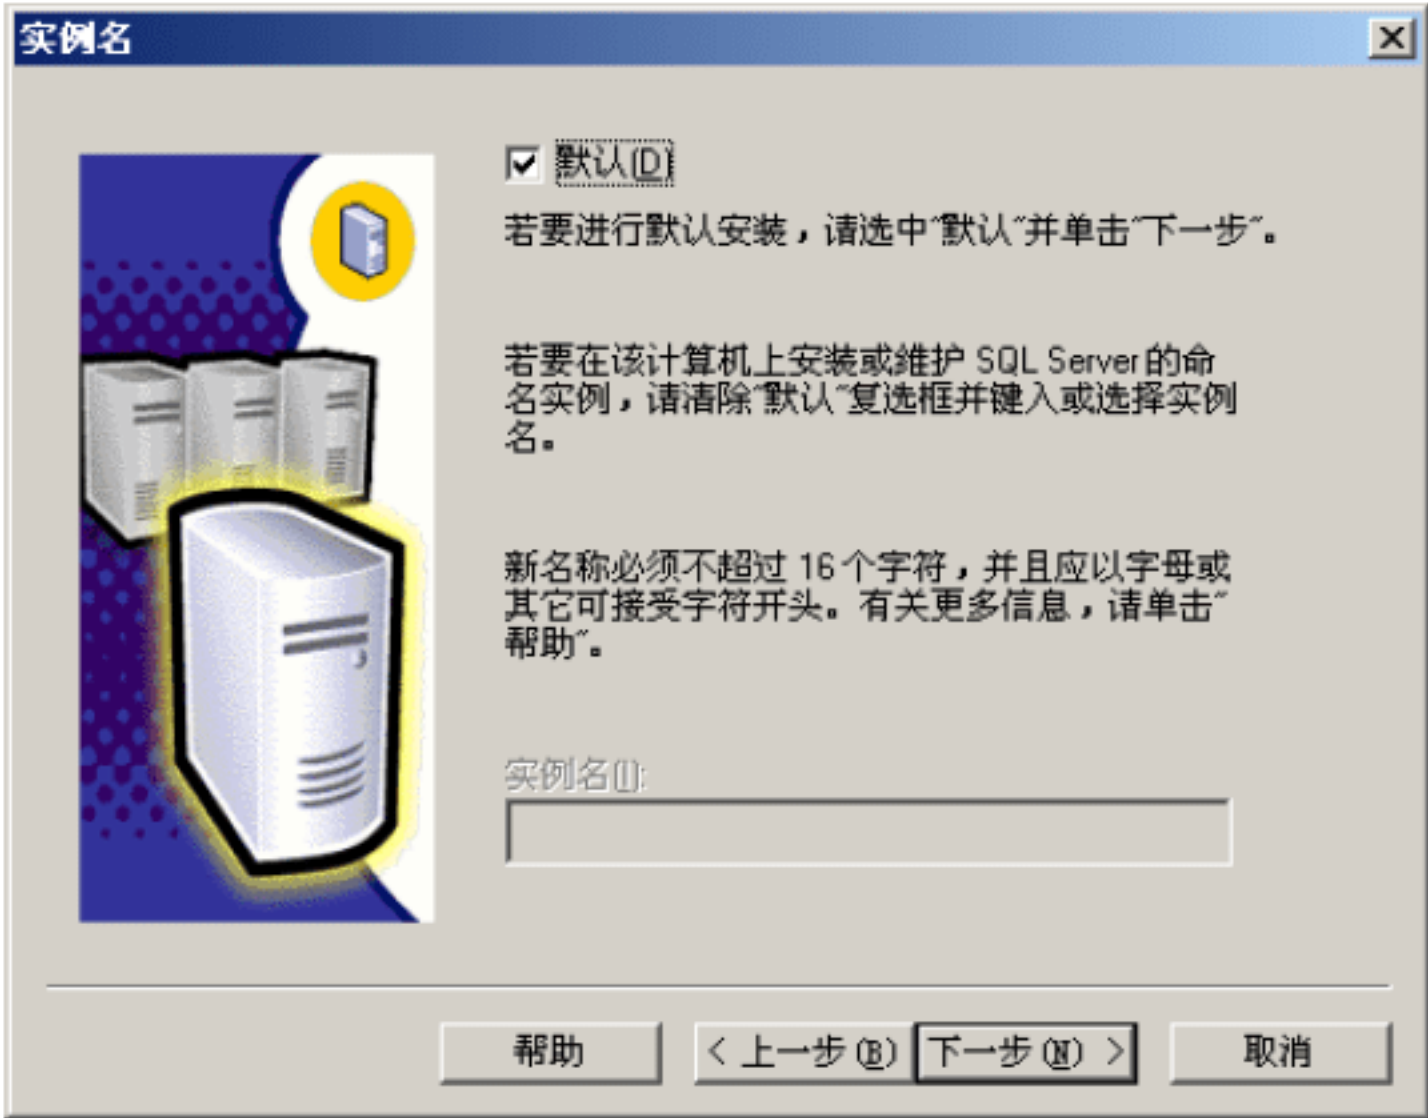 实例名
默认(D)
若要进行默认安装，请选中"默认"并单击"下一步"。
若要在该计算机上安装或维护 SQL Server 的命
名实例，请清除"默认"复选框并键入或选择实例
名。
新名称必须不超过 16 个字符，并且应以字母或
其它可接受字符开头。有关更多信息，请单击"
帮助"。
实例名(I):
帮助
< 上一步(B)
下一步(N) >
取消